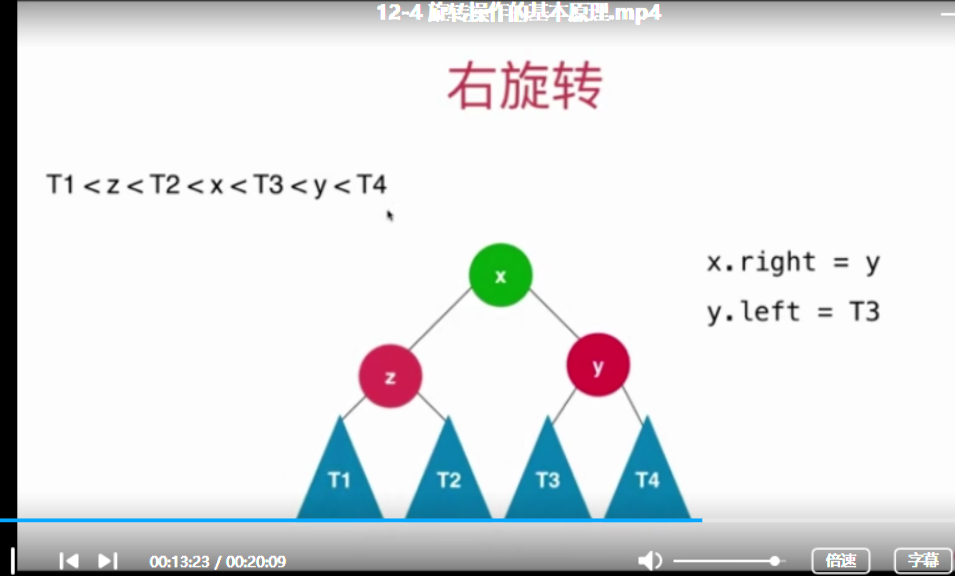 12-4 旋转操作的基本原理.mp4
右旋转
T1 < z < T2 < x < T3 < y < T4
x
x.right = y
y.left = T3
z
y
T1
T2
T3
T4
00:13:23 / 00:20:09
倍速
字幕